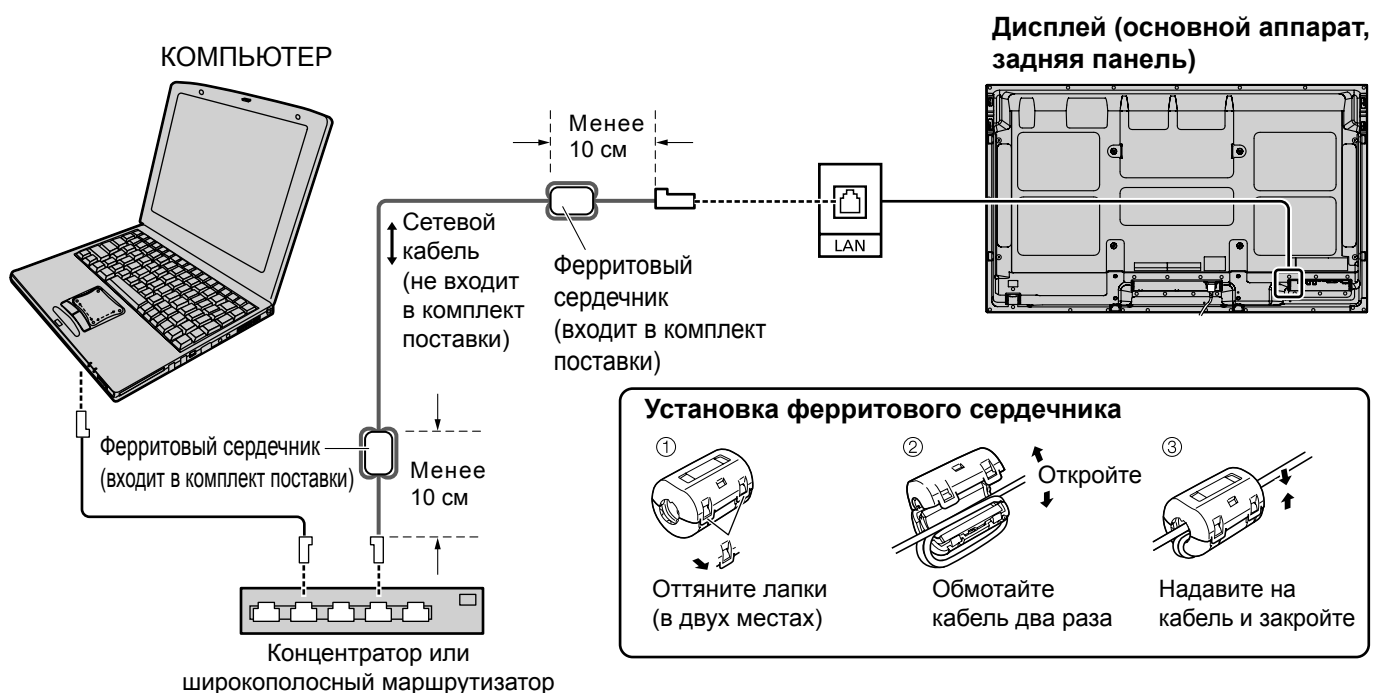 Дисплей (основной аппарат,
задняя панель)
КОМПЬЮТЕР
Менее
10 см
LAN
Сетевой
кабель
(не входит
в комплект
поставки)
Ферритовый
сердечник
(входит в комплект
поставки)
Ферритовый сердечник
(входит в комплект поставки)
Менее
10 см
Концентратор или
широкополосный маршрутизатор
Установка ферритового сердечника
①
Оттяните лапки
(в двух местах)
②
Откройте
Обмотайте
кабель два раза
③
Надавите на
кабель и закройте